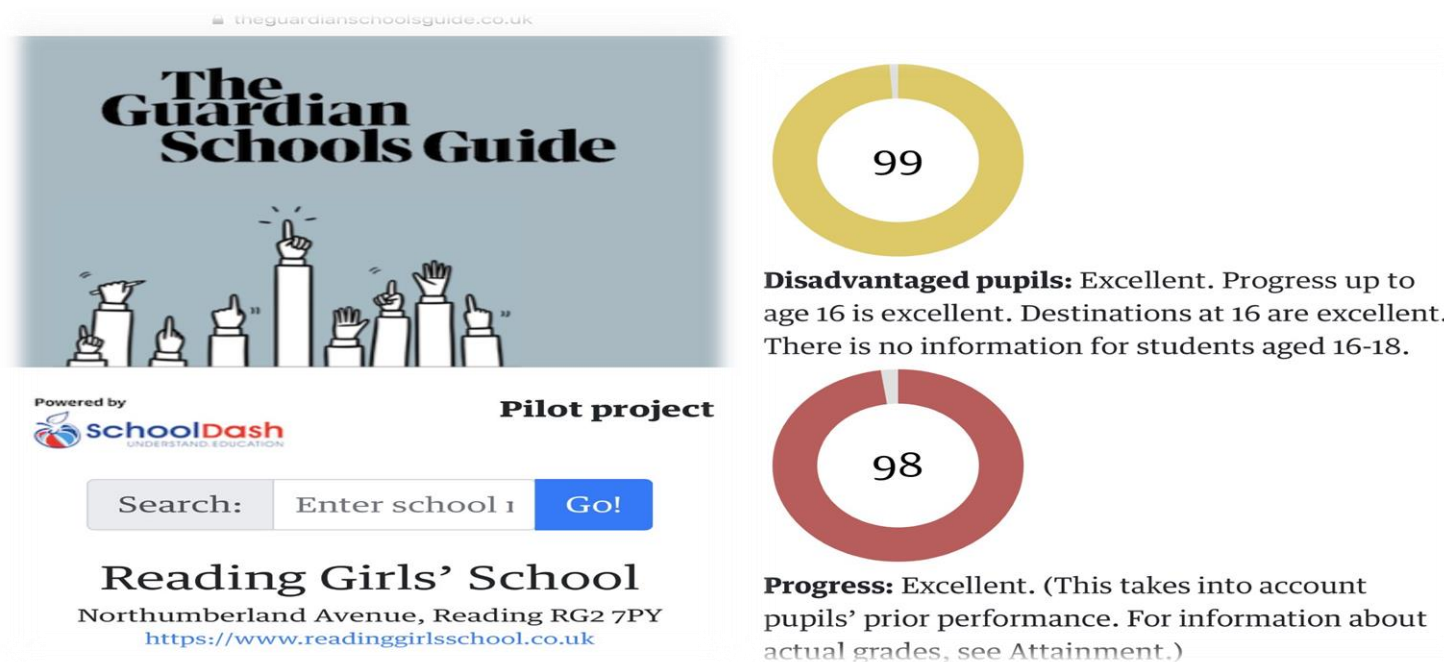 theguardianschoolsguide.co.uk
The
Guardian
Schools Guide
Powered by
SchoolDash
UNDERSTAND EDUCATION
Pilot project
Search:
Enter school
Go!
Reading Girls’ School
Northumberland Avenue, Reading RG2 7PY
https://www.readinggirlsschool.co.uk
99
Disadvantaged pupils: Excellent. Progress up to
age 16 is excellent. Destinations at 16 are excellent.
There is no information for students aged 16-18.
98
Progress: Excellent. (This takes into account
pupils’ prior performance. For information about
actual grades, see Attainment.)